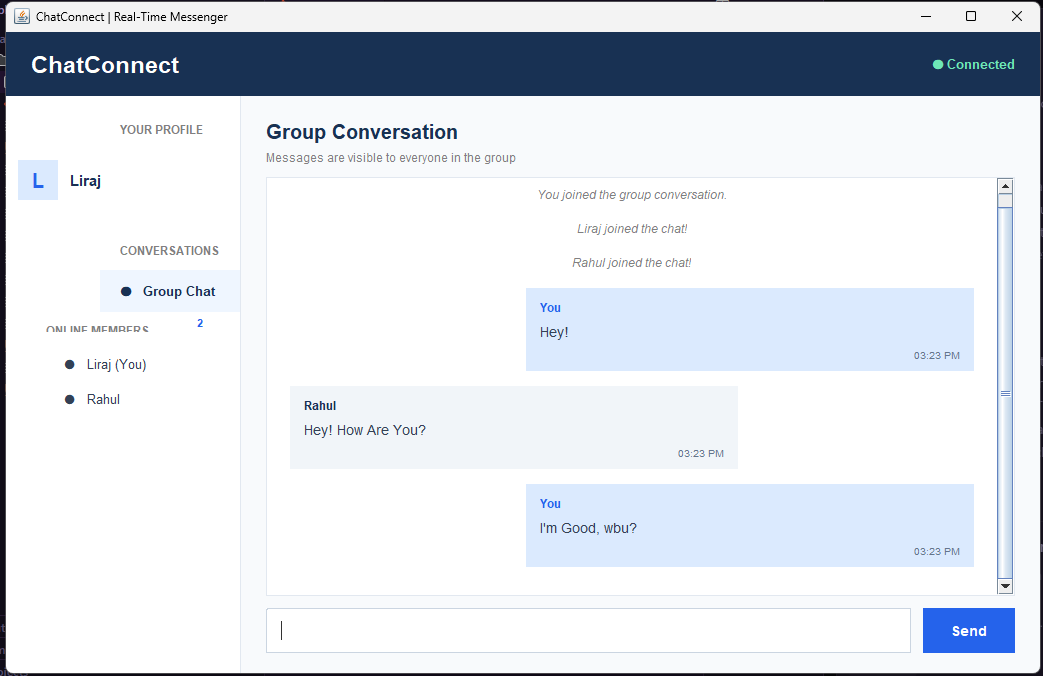 ChatConnect | Real-Time Messenger
ChatConnect
Connected
YOUR PROFILE
L
Liraj
CONVERSATIONS
Group Chat
ONLINE MEMBERS 2
Liraj (You)
Rahul
Group Conversation
Messages are visible to everyone in the group
You joined the group conversation.
Liraj joined the chat!
Rahul joined the chat!
You
Hey!
03:23 PM
Rahul
Hey! How Are You?
03:23 PM
You
I'm Good, wbu?
03:23 PM
Send